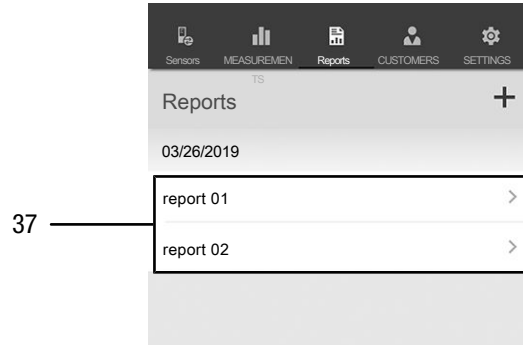 Sensors MEASUREMEN Reports CUSTOMERS SETTINGS
TS
Reports +
03/26/2019
report 01 >
37
report 02 >